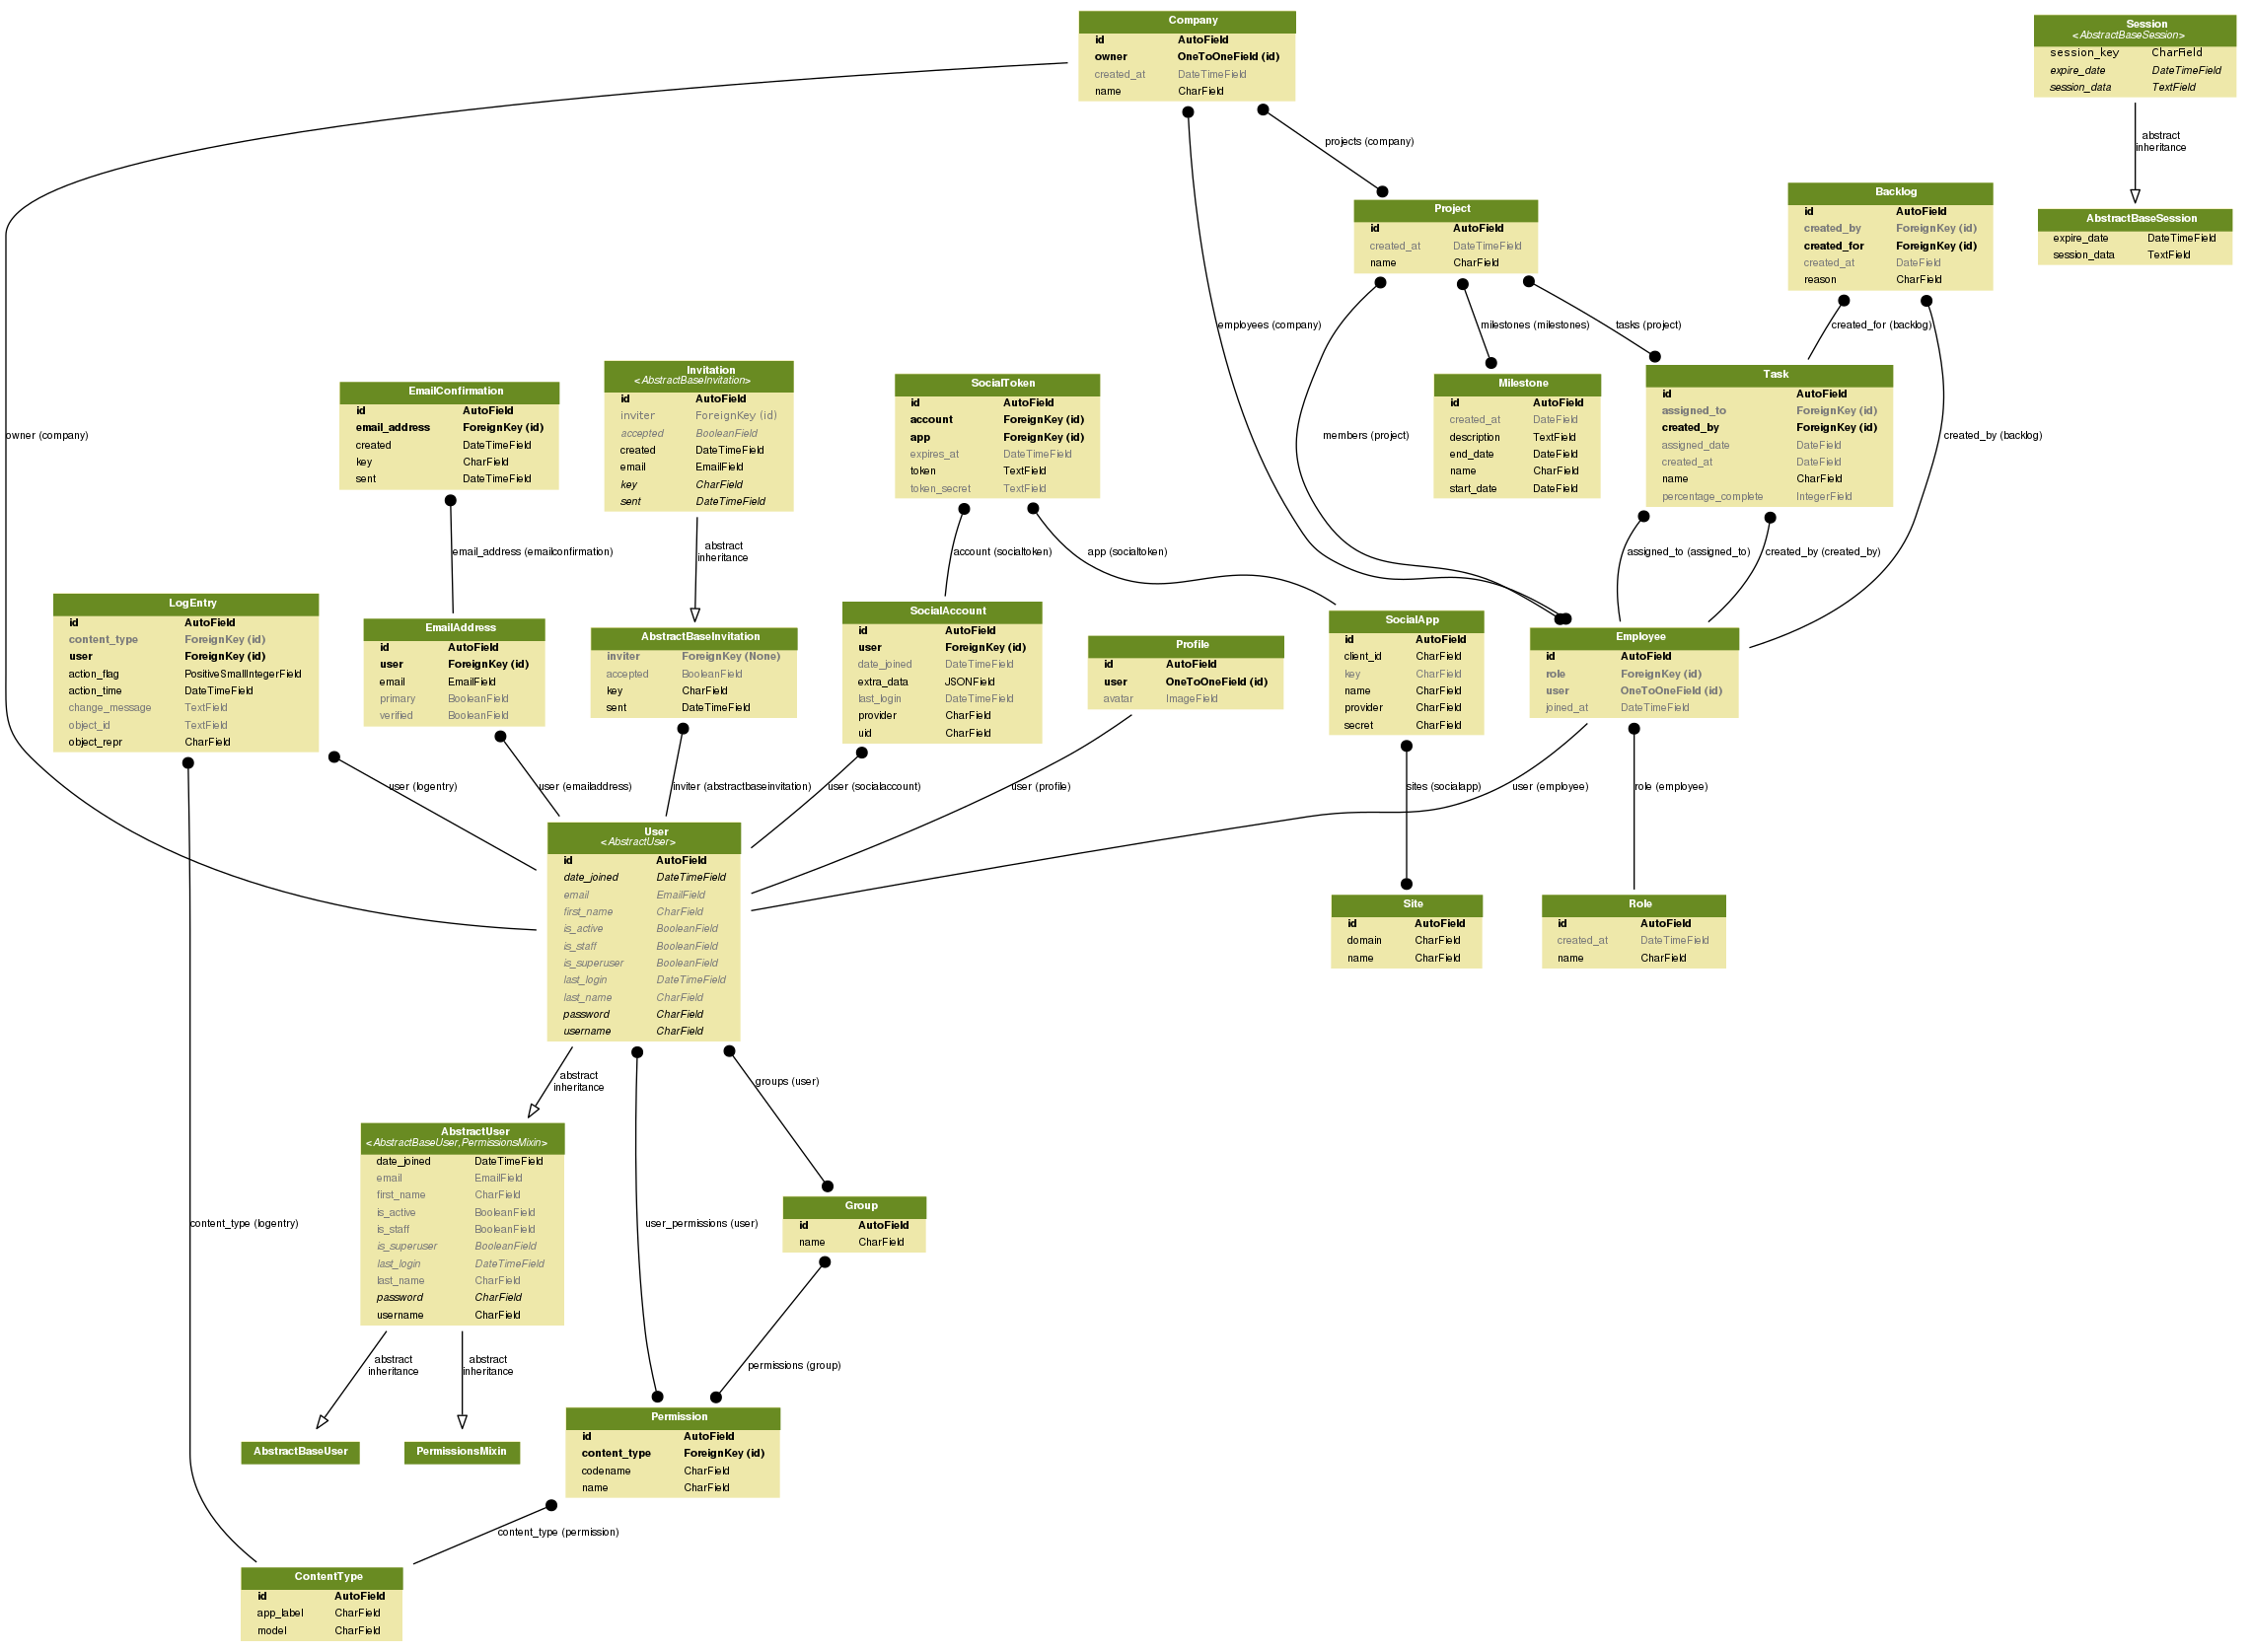 Company
id AutoField
owner OneToOneField (id)
created_at DateTimeField
name CharField
Session
<AbstractBaseSession>
session_key CharField
expire_date DateTimeField
session_data TextField
projects (company)
abstract
inheritance
Project
id AutoField
created_at DateTimeField
name CharField
Backlog
id AutoField
created_by ForeignKey (id)
created_for ForeignKey (id)
created_at DateField
reason CharField
AbstractBaseSession
expire_date DateTimeField
session_data TextField
employees (company)
milestones (milestones)
tasks (project)
created_for (backlog)
owner (company)
members (project)
created_by (backlog)
EmailConfirmation
id AutoField
email_address ForeignKey (id)
created DateTimeField
key CharField
sent DateTimeField
Invitation
<AbstractBaseInvitation>
id AutoField
inviter ForeignKey (id)
accepted BooleanField
created DateTimeField
email EmailField
key CharField
sent DateTimeField
SocialToken
id AutoField
account ForeignKey (id)
app ForeignKey (id)
expires_at DateTimeField
token TextField
token_secret TextField
Milestone
id AutoField
created_at DateField
description TextField
end_date DateField
name CharField
start_date DateField
Task
id AutoField
assigned_to ForeignKey (id)
created_by ForeignKey (id)
assigned_date DateField
created_at DateField
name CharField
percentage_complete IntegerField
email_address (emailconfirmation)
abstract
inheritance
account (socialtoken)
app (socialtoken)
assigned_to (assigned_to)
created_by (created_by)
LogEntry
id AutoField
content_type ForeignKey (id)
user ForeignKey (id)
action_flag PositiveSmallIntegerField
action_time DateTimeField
change_message TextField
object_id TextField
object_repr CharField
EmailAddress
id AutoField
user ForeignKey (id)
email EmailField
primary BooleanField
verified BooleanField
AbstractBaseInvitation
inviter ForeignKey (None)
accepted BooleanField
key CharField
sent DateTimeField
SocialAccount
id AutoField
user ForeignKey (id)
date_joined DateTimeField
extra_data JSONField
last_login DateTimeField
provider CharField
uid CharField
Profile
id AutoField
user OneToOneField (id)
avatar ImageField
SocialApp
id AutoField
client_id CharField
key CharField
name CharField
provider CharField
secret CharField
Employee
id AutoField
role ForeignKey (id)
user OneToOneField (id)
joined_at DateTimeField
user (logentry)
user (emailaddress)
inviter (abstractbaseinvitation)
user (socialaccount)
user (profile)
sites (socialapp)
user (employee)
role (employee)
User
<AbstractUser>
id AutoField
date_joined DateTimeField
email EmailField
first_name CharField
is_active BooleanField
is_staff BooleanField
is_superuser BooleanField
last_login DateTimeField
last_name CharField
password CharField
username CharField
Site
id AutoField
domain CharField
name CharField
Role
id AutoField
created_at DateTimeField
name CharField
abstract
inheritance
groups (user)
AbstractUser
<AbstractBaseUser,PermissionsMixin>
date_joined DateTimeField
email EmailField
first_name CharField
is_active BooleanField
is_staff BooleanField
is_superuser BooleanField
last_login DateTimeField
last_name CharField
password CharField
username CharField
content_type (logentry)
user_permissions (user)
Group
id AutoField
name CharField
abstract
inheritance
abstract
inheritance
permissions (group)
AbstractBaseUser
PermissionsMixin
Permission
id AutoField
content_type ForeignKey (id)
codename CharField
name CharField
content_type (permission)
ContentType
id AutoField
app_label CharField
model CharField